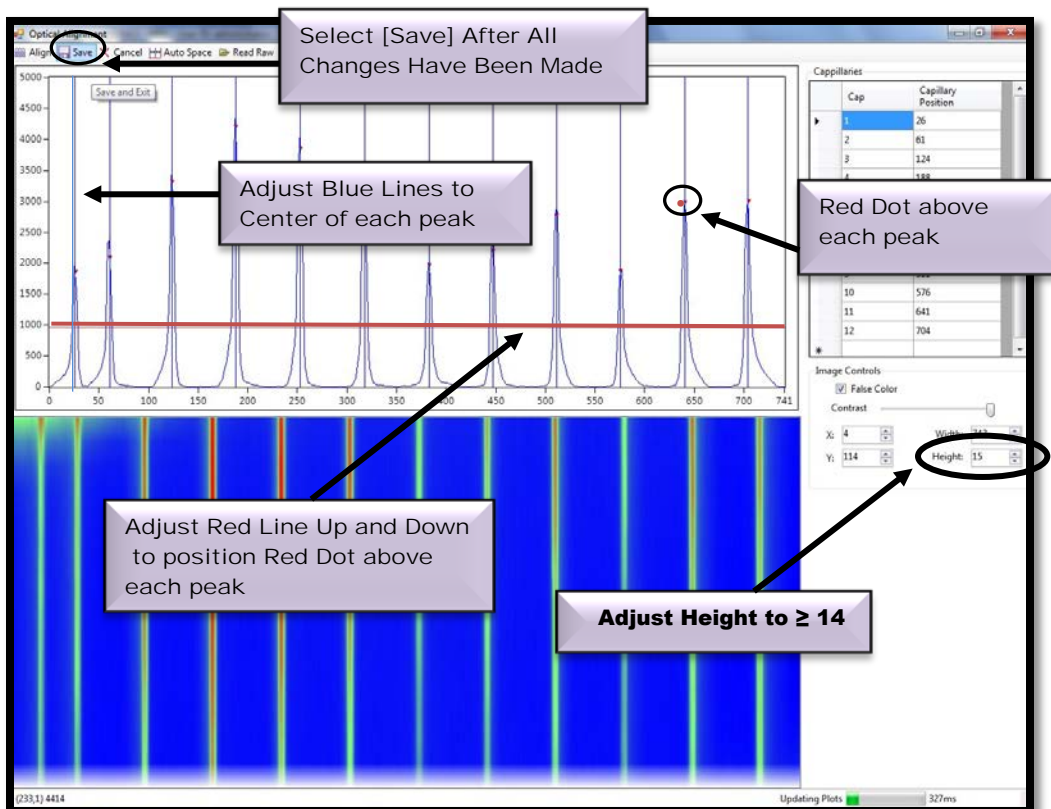 Optical Alignment
Align Save Cancel Auto Space Read Raw
Save and Exit
Select [Save] After All
Changes Have Been Made
5000
4500
4000
3500
3000
2500
2000
1500
1000
500
0
0 50 100 150 200 250 300 350 400 450 500 550 600 650 700 741
Adjust Blue Lines to
Center of each peak
Red Dot above
each peak
Adjust Red Line Up and Down
to position Red Dot above
each peak
Adjust Height to ≥ 14
Cappillaries
Cap Capillary
Position
1 26
2 61
3 124
4 188
10 576
11 641
12 704
Image Controls
False Color
Contrast
X: 4 Width:
Y: 114 Height: 15
(233,1) 4414
Updating Plots 327ms